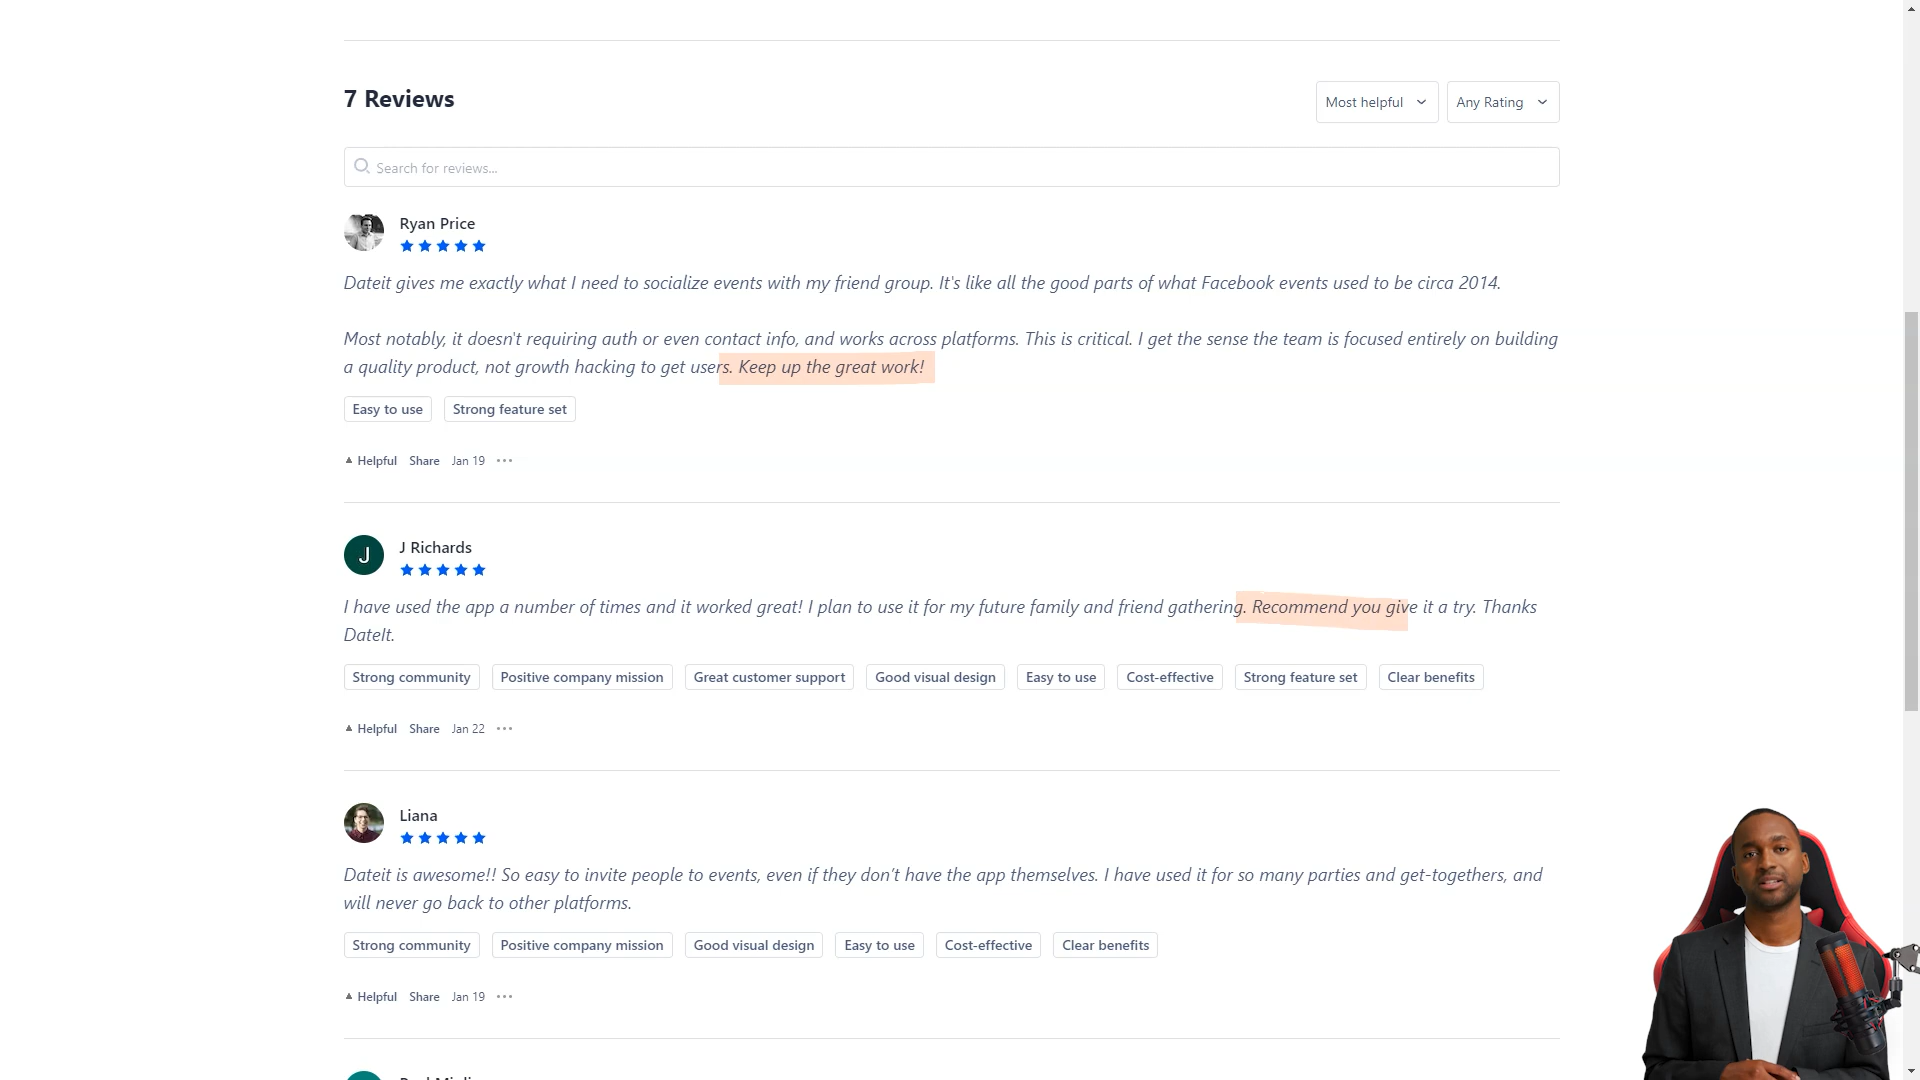 7 Reviews
Most helpful
Any Rating
Search for reviews...
Ryan Price
Dateit gives me exactly what I need to socialize events with my friend group. It's like all the good parts of what Facebook events used to be circa 2014.
Most notably, it doesn't requiring auth or even contact info, and works across platforms. This is critical. I get the sense the team is focused entirely on building
a quality product, not growth hacking to get users. Keep up the great work!
Easy to use Strong feature set
Helpful Share Jan 19
J
J Richards
I have used the app a number of times and it worked great! I plan to use it for my future family and friend gathering. Recommend you give it a try. Thanks
DateIt.
Strong community Positive company mission Great customer support Good visual design Easy to use Cost-effective Strong feature set Clear benefits
Helpful Share Jan 22
Liana
Dateit is awesome!! So easy to invite people to events, even if they don’t have the app themselves. I have used it for so many parties and get-togethers, and
will never go back to other platforms.
Strong community Positive company mission Good visual design Easy to use Cost-effective Clear benefits
Helpful Share Jan 19